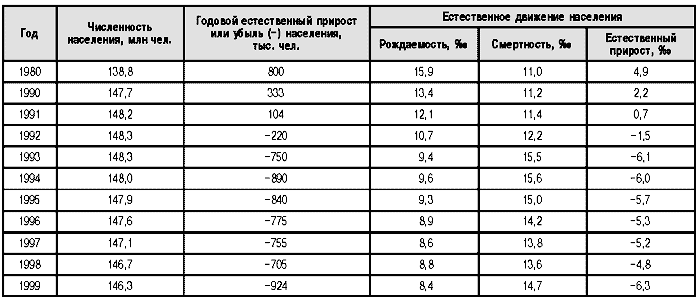 Год
Численность населения, млн чел.
Годовой естественный прирост или убыль (–) населения, тыс. чел.
Естественное движение населения
Рождаемость, ‰ Смертность, ‰ Естественный прирост, ‰
1980 138,8 800 15,9 11,0 4,9
1990 147,7 333 13,4 11,2 2,2
1991 148,2 104 12,1 11,4 0,7
1992 148,3 –220 10,7 12,2 –1,5
1993 148,3 –750 9,4 15,5 –6,1
1994 148,0 –890 9,6 15,6 –6,0
1995 147,9 –840 9,3 15,0 –5,7
1996 147,6 –775 8,9 14,2 –5,3
1997 147,1 –755 8,6 13,8 –5,2
1998 146,7 –705 8,8 13,6 –4,8
1999 146,3 –924 8,4 14,7 –6,3